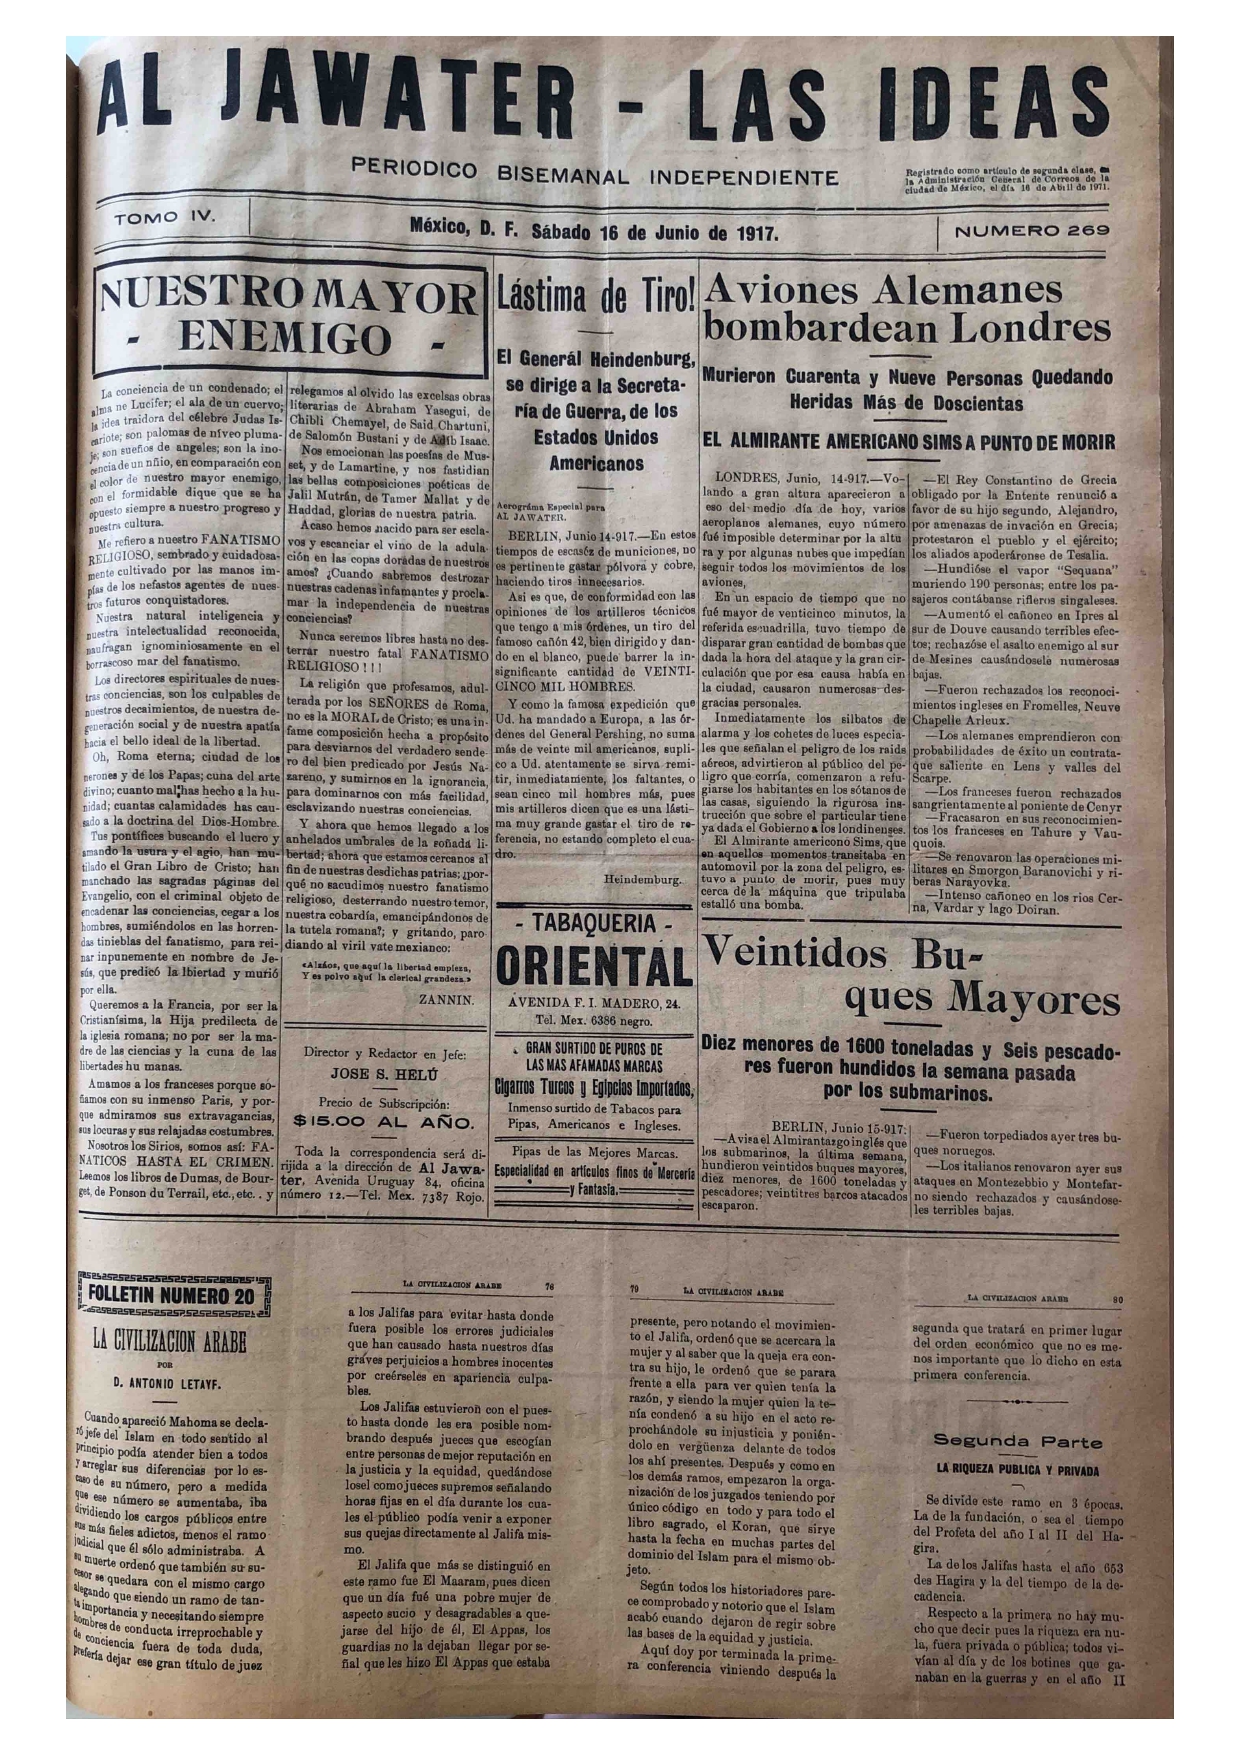 AL JAWATER - LAS IDEAS
PERIODICO BISEMANAL INDEPENDIENTE
Registrado como artículo de segunda clase, en
la Administración General de Correos de la
ciudad de México, el día 16 de Abril de 1971.
TOMO IV.
México, D. F. Sábado 16 de Junio de 1917.
NUMERO 269
NUESTRO MAYOR
- ENEMIGO -
La conciencia de un condenado; el
alma ne Lucifer; el ala de un cuervo;
la idea traidora del célebre Judas Is-
cariote; son palomas de níveo pluma-
je; son sueños de angeles; son la ino-
cencia de un nñio, en comparación con
el color de nuestro mayor enemigo,
con el formidable dique que se ha
opuesto siempre a nuestro progreso y
nuestra cultura.
Me refiero a nuestro FANATISMO
RELIGIOSO, sembrado y cuidadosa-
mente cultivado por las manos im-
pías de los nefastos agentes de nues-
tros futuros conquistadores.
Nuestra natural inteligencia y
nuestra intelectualidad reconocida,
naufragan ignominiosamente en el
borrascoso mar del fanatismo.
Los directores espirituales de nues-
tras conciencias, son los culpables de
nuestros decaimientos, de nuestra de-
generación social y de nuestra apatía
hacia el bello ideal de la libertad.
Oh, Roma eterna; ciudad de los
nerones y de los Papas; cuna del arte
divino; cuanto mal has hecho a la hu-
nidad; cuantas calamidades has cau-
sado a la doctrina del Dios-Hombre.
Tus pontífices buscando el lucro y
amando la usura y el agio, han mu-
tilado el Gran Libro de Cristo; han
manchado las sagradas páginas del
Evangelio, con el criminal objeto de
encadenar las conciencias, cegar a los
hombres, sumiéndolos en las horren-
das tinieblas del fanatismo, para rei-
nar inpunemente en nombre de Je-
sús, que predicó la lbiertad y murió
por ella.
Queremos a la Francia, por ser la
Cristianísima, la Hija predilecta de
la iglesia romana; no por ser la ma-
dre de las ciencias y la cuna de las
libertades hu manas.
Amamos a los franceses porque só-
ñamos con su inmenso Paris, y por-
que admiramos sus extravagancias,
sus locuras y sus relajadas costumbres.
Nosotros los Sirios, somos así: FA-
NATICOS HASTA EL CRIMEN.
Leemos los libros de Dumas, de Bour-
get, de Ponson du Terrail, etc., etc. . y
relegamos al olvido las excelsas obras
literarias de Abraham Yasegui, de
Chibli Chemayel, de Said Chartuni,
de Salomón Bustani y de Adib Isaac.
Nos emocionan las poesías de Mus-
set, y de Lamartine, y nos fastidian
las bellas composiciones poéticas de
Jalil Mutrán, de Tamer Mallat y de
Haddad, glorias de nuestra patria.
Acaso hemos nacido para ser escla-
vos y escanciar el vino de la adula-
ción en las copas doradas de nuestros
amos? ¿Cuando sabremos destrozar
nuestras cadenas infamantes y procla-
mar la independencia de nuestras
conciencias?
Nunca seremos libres hasta no des-
terrar nuestro fatal FANATISMO
RELIGIOSO ! ! !
La religión que profesamos, adul-
terada por los SEÑORES de Roma,
no es la MORAL de Cristo; es una in-
fame composición hecha a propósito
para desviarnos del verdadero sende-
ro del bien predicado por Jesús Na-
zareno, y sumirnos en la ignorancia,
para dominarnos con más facilidad,
esclavizando nuestras conciencias.
Y ahora que hemos llegado a los
anhelados umbrales de la soñadá li-
bertad; ahora que estamos cercanos al
fin de nuestras desdichas patrias; ¿por-
qué no sacudimos nuestro fanatismo
religioso, desterrando nuestro temor,
nuestra cobardía, emancipándonos de
la tutela romana?; y gritando, paro-
diando al viril vate mexianco:
«Alzáos, que aquí la libertad empieza,
Y es polvo aquí la clerical grandeza.»
ZANNIN.
Director y Redactor en Jefe:
JOSE S. HELÚ
Precio de Subscripción:
$15.00 AL AÑO.
Toda la correspondencia será di-
rijida a la dirección de Al Jawa-
ter, Avenida Uruguay 84, oficina
número 12.—Tel. Mex. 7387 Rojo.
Lástima de Tiro!
El Generál Heindenburg,
se dirige a la Secreta-
ría de Guerra, de los
Estados Unidos
Americanos
Aerográma Especial para
AL JAWATER.
BERLIN, Junio 14-917.—En estos
tiempos de escaséz de municiones, no
es pertinente gastar pólvora y cobre,
haciendo tiros innecesarios.
Asi es que, de conformidad con las
opiniones de los artilleros técnicos
que tengo a mis órdenes, un tiro del
famoso cañón 42, bien dirigido y dan-
do en el blanco, puede barrer la in-
significante cantidad de VEINTI-
CINCO MIL HOMBRES.
Y como la famosa expedición que
Ud. ha mandado a Europa, a las ór-
denes del General Pershing, no suma
más de veinte mil americanos, supli-
co a Ud. atentamente se sirva remi-
tir, inmediatamente, los faltantes, o
sean cinco mil hombres más, pues
mis artilleros dicen que es una lásti-
ma muy grande gastar el tiro de re-
ferencia, no estando completo el cua-
dro.
Heindemburg.
- TABAQUERIA -
ORIENTAL
AVENIDA F. I. MADERO, 24.
Tel. Mex. 6386 negro.
GRAN SURTIDO DE PUROS DE
LAS MAS AFAMADAS MARCAS
Cigarros Turcos y Egipcios Importados,
Inmenso surtido de Tabacos para
Pipas, Americanos e Ingleses.
Pipas de las Mejores Marcas.
Especialidad en artículos finos de Mercería
y Fantasía.
Aviones Alemanes
bombardean Londres
Murieron Cuarenta y Nueve Personas Quedando
Heridas Más de Doscientas
EL ALMIRANTE AMERICANO SIMS A PUNTO DE MORIR
LONDRES, Junio, 14-917.—Vo-
lando a gran altura aparecieron a
eso del medio día de hoy, varios
aeroplanos alemanes, cuyo número
fué imposible determinar por la altu
ra y por algunas nubes que impedían
seguir todos los movimientos de los
aviones,
En un espacio de tiempo que no
fué mayor de venticinco minutos, la
referida escuadrilla, tuvo tiempo de
disparar gran cantidad de bombas que
dada la hora del ataque y la gran cir-
culación que por esa causa había en
la ciudad, causaron numerosas des-
gracias personales.
Inmediatamente los silbatos de
alarma y los cohetes de luces especia-
les que señalan el peligro de los raids
aéreos, advirtieron al público del pe-
ligro que corría, comenzaron a refu-
giarse los habitantes en los sótanos de
las casas, siguiendo la rigurosa ins-
trucción que sobre el particular tiene
ya dada el Gobierno a los londinenses.
El Almirante americono Sims, que
en aquellos momentos transitaba en
automovil por la zona del peligro, es-
tuvo a punto de morir, pues muy
cerca de la máquina que tripulaba
estalló una bomba.
—El Rey Constantino de Grecia
obligado por la Entente renunció a
favor de su hijo segundo, Alejandro,
por amenazas de invación en Grecia;
protestaron el pueblo y el ejército;
los aliados apoderáronse de Tesalia.
—Hundióse el vapor “Sequana”
muriendo 190 personas; entre los pa-
sajeros contábanse rifleros singaleses.
—Aumentó el cañoneo en Ipres al
sur de Douve causando terribles efec-
tos; rechazóse el asalto enemigo al sur
de Mesines causándosele numerosas
bajas.
—Fueron rechazados los reconoci-
mientos ingleses en Fromelles, Neuve
Chapelle Arleux.
—Los alemanes emprendieron con
probabilidades de éxito un contrata-
que saliente en Lens y valles del
Scarpe.
—Los franceses fueron rechazados
sangrientamente al poniente de Cenyr
—Fracasaron en sus reconocimien-
tos los franceses en Tahure y Vau-
quois.
—Se renovaron las operaciones mi-
litares en Smorgon Baranovichi y ri-
beras Narayovka.
—Intenso cañoneo en los rios Cer-
na, Vardar y lago Doiran.
Veintidos Bu-
ques Mayores
Diez menores de 1600 toneladas y Seis pescado-
res fueron hundidos la semana pasada
por los submarinos.
BERLIN, Junio 15-917:
—Avisa el Almirantazgo inglés que
los submarinos, la última semana,
hundieron veintidos buques mayores,
diez menores, de 1600 toneladas y
pescadores; veintitres barcos atacados
escaparon.
—Fueron torpediados ayer tres bu-
ques noruegos.
—Los italianos renovaron ayer sus
ataques en Montezebbio y Montefar-
no siendo rechazados y causándose-
les terribles bajas.
FOLLETIN NUMERO 20
LA CIVILIZACION ARABE
POR
D. ANTONIO LETAYF.
Cuando apareció Mahoma se decla-
ró jefe del Islam en todo sentido al
principio podía atender bien a todos
y arreglar sus diferencias por lo es-
caso de su número, pero a medida
que ese número se aumentaba, iba
dividiendo los cargos públicos entre
sus más fieles adictos, menos el ramo
judicial que él sólo administraba. A
su muerte ordenó que también su su-
cesor se quedara con el mismo cargo
alegando que siendo un ramo de tan-
ta importancia y necesitando siempre
hombres de conducta irreprochable y
de conciencia fuera de toda duda,
prefería dejar ese gran título de juez
LA CIVILIZACION ARABE 76
a los Jalifas para evitar hasta donde
fuera posible los errores judiciales
que han causado hasta nuestros días
gráves perjuicios a hombres inocentes
por creérseles en apariencia culpa-
bles.
Los Jalifas estuvieron con el pues-
to hasta donde les era posible nom-
brando después jueces que escogían
entre personas de mejor reputación en
la justicia y la equidad, quedándose
losel como jueces supremos señalando
horas fijas en el día durante los cua-
les el público podía venir a exponer
sus quejas directamente al Jalifa mis-
mo.
El Jalifa que más se distinguió en
este ramo fue El Maaram, pues dicen
que un día fué una pobre mujer de
aspecto sucio y desagradables a que-
jarse del hijo de él, El Appas, los
guardias no la dejaban llegar por se-
ñal que les hizo El Appas que estaba
79 LA CIVILIZACION ARABE
presente, pero notando el movimien-
to el Jalifa, ordenó que se acercara la
mujer y al saber que la queja era con-
tra su hijo, le ordenó que se parara
frente a ella para ver quien tenía la
razón, y siendo la mujer quien la te-
nía condenó a su hijo en el acto re-
prochándole su injusticia y ponién-
dolo en vergüenza delante de todos
los ahí presentes. Después y como en
los demás ramos, empezaron la orga-
nización de los juzgados teniendo por
único código en todo y para todo el
libro sagrado, el Koran, que sirye
hasta la fecha en muchas partes del
dominio del Islam para el mismo ob-
jeto.
Según todos los historiadores pare-
ce comprobado y notorio que el Islam
acabó cuando dejaron de regir sobre
las bases de la equidad y justicia.
Aquí doy por terminada la prime-
ra conferencia viniendo después la
LA CIVILIZACION ARABE 80
segunda que tratará en primer lugar
del orden económico que no es me-
nos importante que lo dicho en esta
primera conferencia.
Segunda Parte
LA RIQUEZA PUBLICA Y PRIVADA
Se divide este ramo en 3 épocas.
La de la fundación, o sea el tiempo
del Profeta del año I al II del Ha-
gira.
La de los Jalifas hasta el año 653
des Hagira y la del tiempo de la de-
cadencia.
Respecto a la primera no hay mu-
cho que decir pues la riqueza era nu-
la, fuera privada o pública; todos vi-
vían al día y de los botines que ga-
naban en la guerras y en el año II